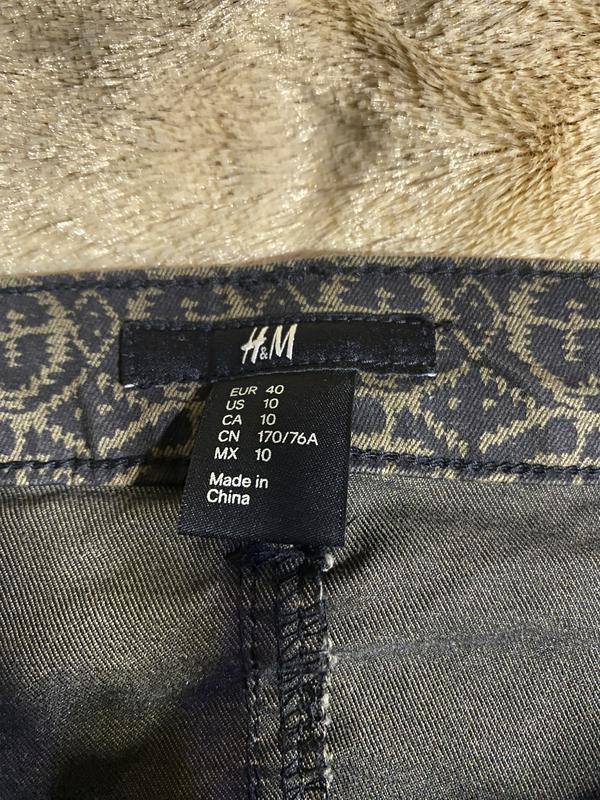 H&M
EUR 40
US 10
CA 10
CN 170/76A
MX 10
Made in
China